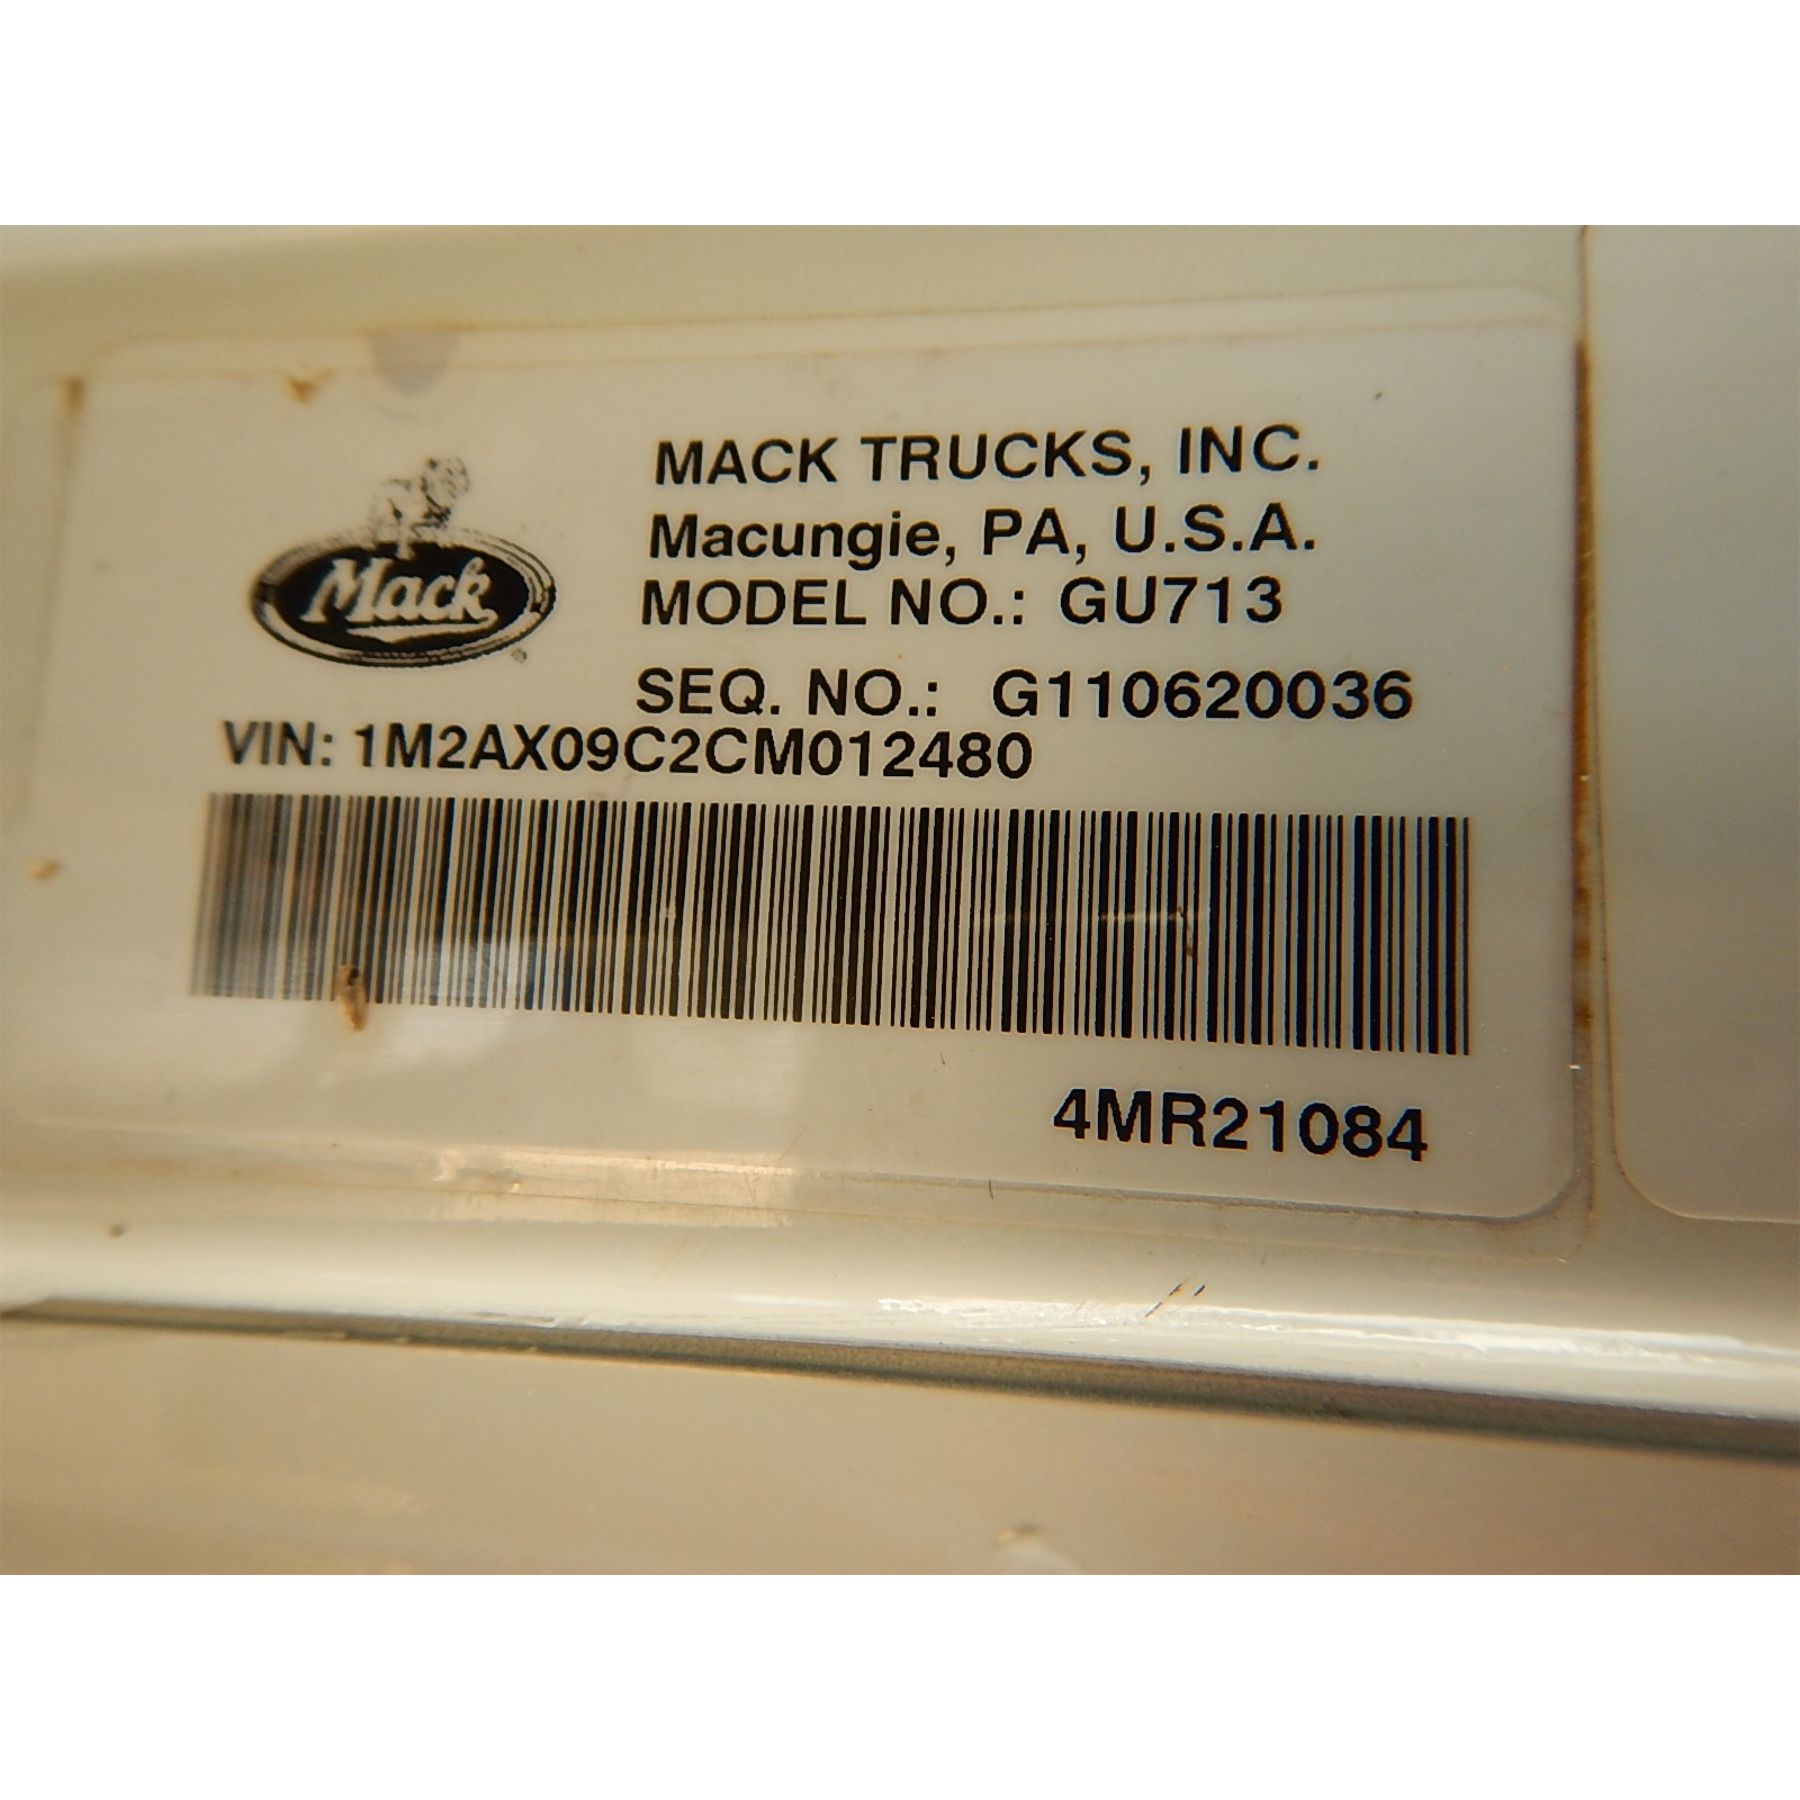 MACK TRUCKS, INC.
Macungie, PA, U.S.A.
Mack
MODEL NO.: GU713
SEQ. NO.: G110620036
VIN: 1M2AX09C2CM012480
4MR21084